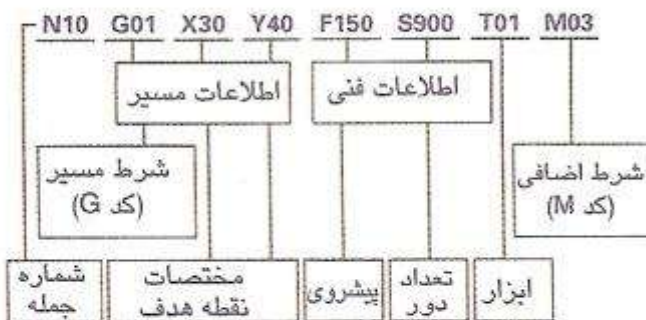 N10 G01 X30 Y40 F150 S900 T01 M03
اطلاعات مسیر
اطلاعات فنی
شرط مسیر
(کد G)
شرط اضافی
(کد M)
شماره
جمله
مختصات
نقطه هدف
پیشروی
تعداد
دور
ابزار